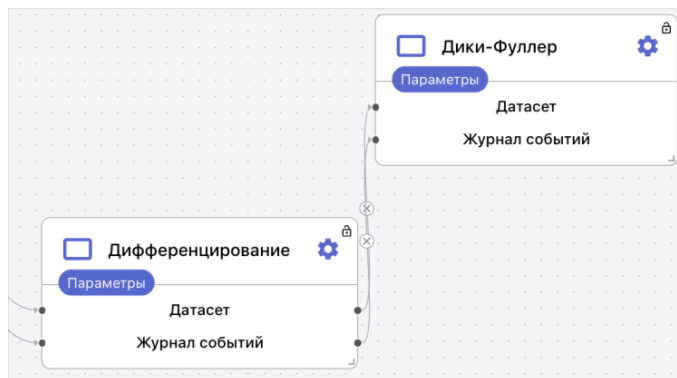 Дики-Фуллер
Параметры
Датасет
Журнал событий
Дифференцирование
Параметры
Датасет
Журнал событий